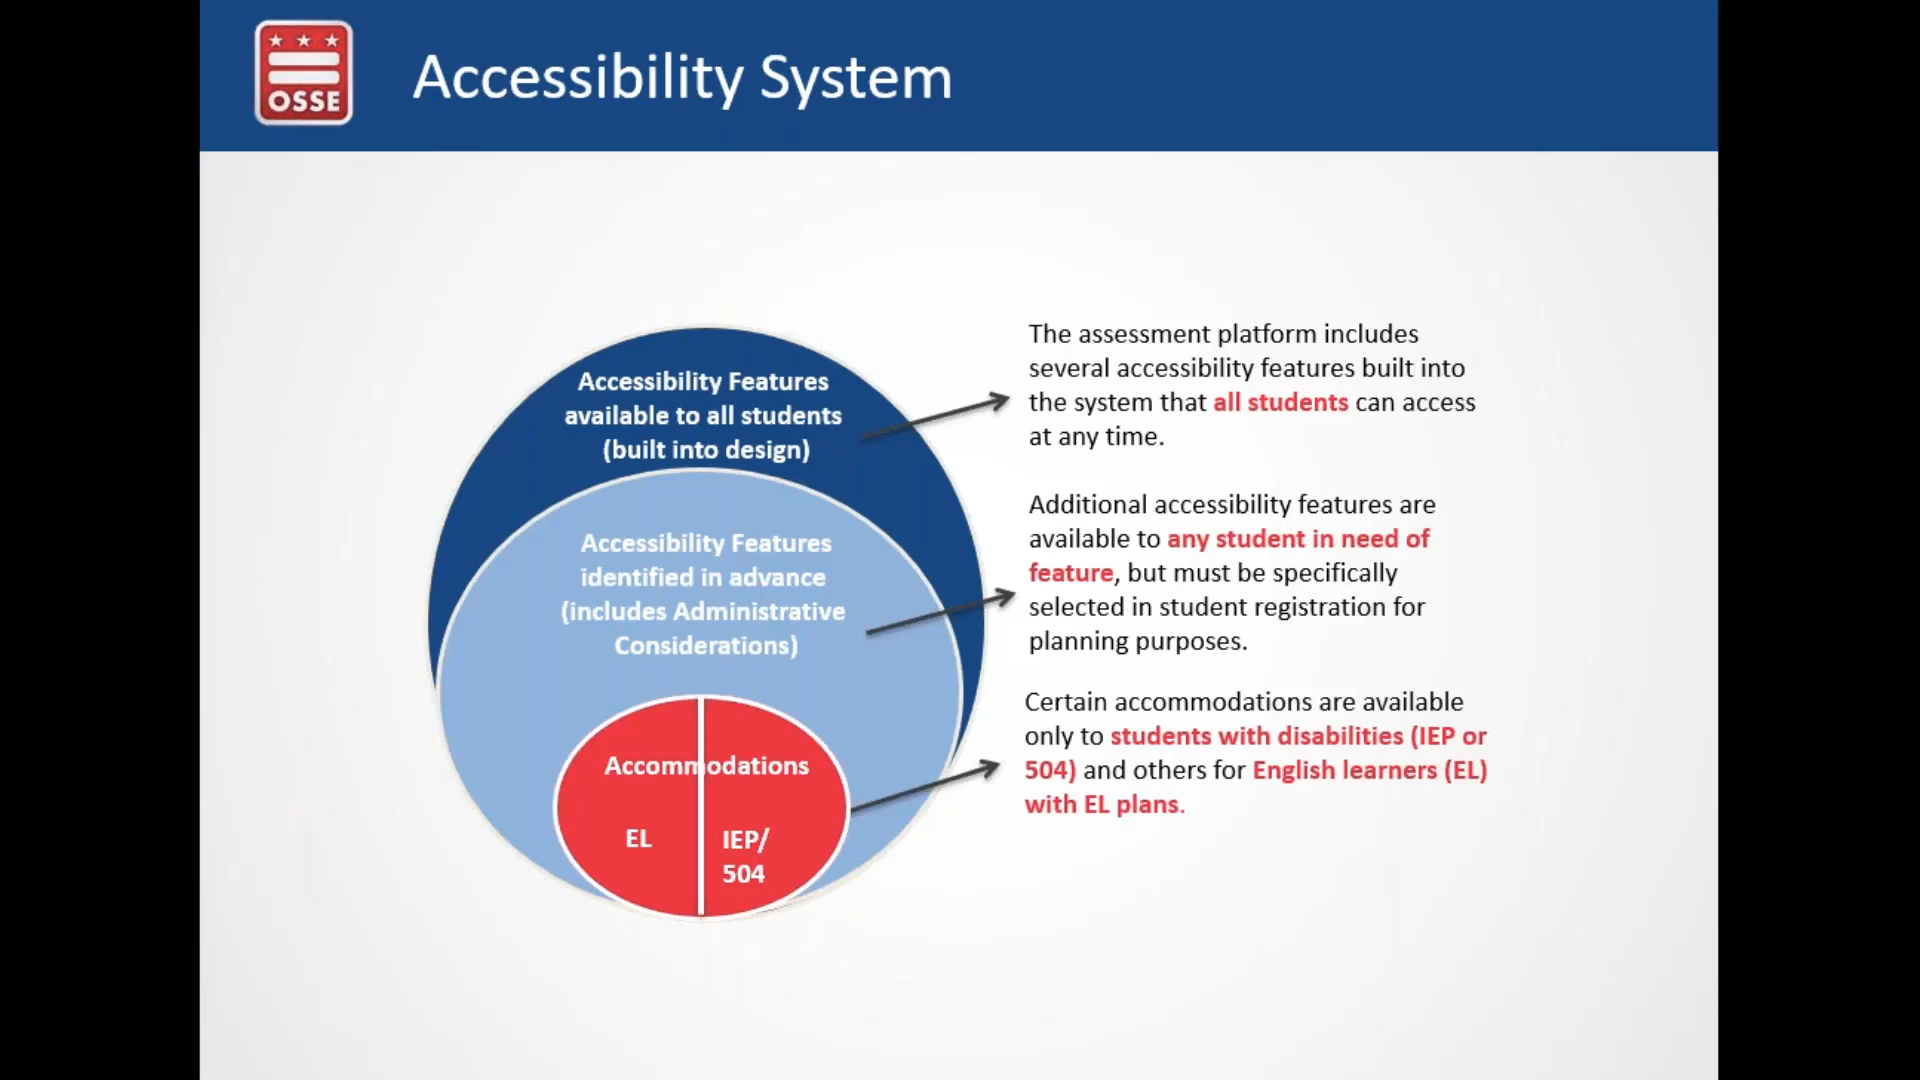 OSSE
Accessibility System
Accessibility Features
available to all students
(built into design)
The assessment platform includes
several accessibility features built into
the system that all students can access
at any time.
Accessibility Features
identified in advance
(includes Administrative
Considerations)
Additional accessibility features are
available to any student in need of
feature, but must be specifically
selected in student registration for
planning purposes.
Accommodations
EL
IEP/
504
Certain accommodations are available
only to students with disabilities (IEP or
504) and others for English learners (EL)
with EL plans.